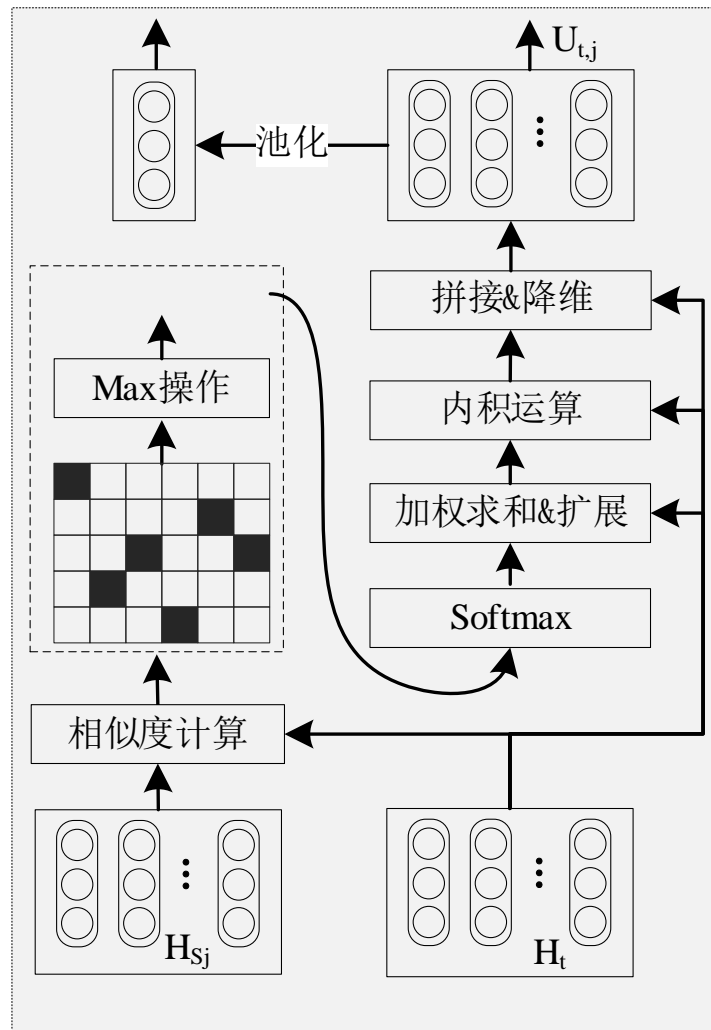 U_{t,j}
池化
拼接&降维
Max操作
内积运算
加权求和&扩展
Softmax
相似度计算
H_{Sj}
H_t